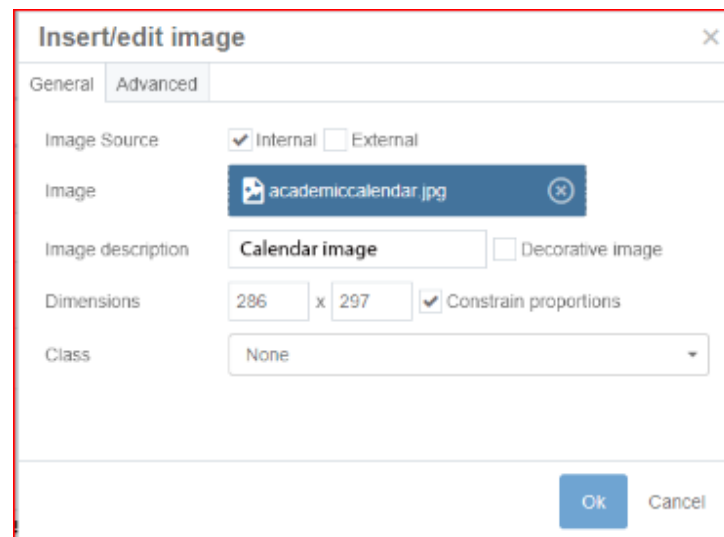 Insert/edit image
General Advanced
Image Source Internal External
Image academiccalendar.jpg
Image description Calendar image Decorative image
Dimensions 286 x 297 Constrain proportions
Class None
Ok Cancel